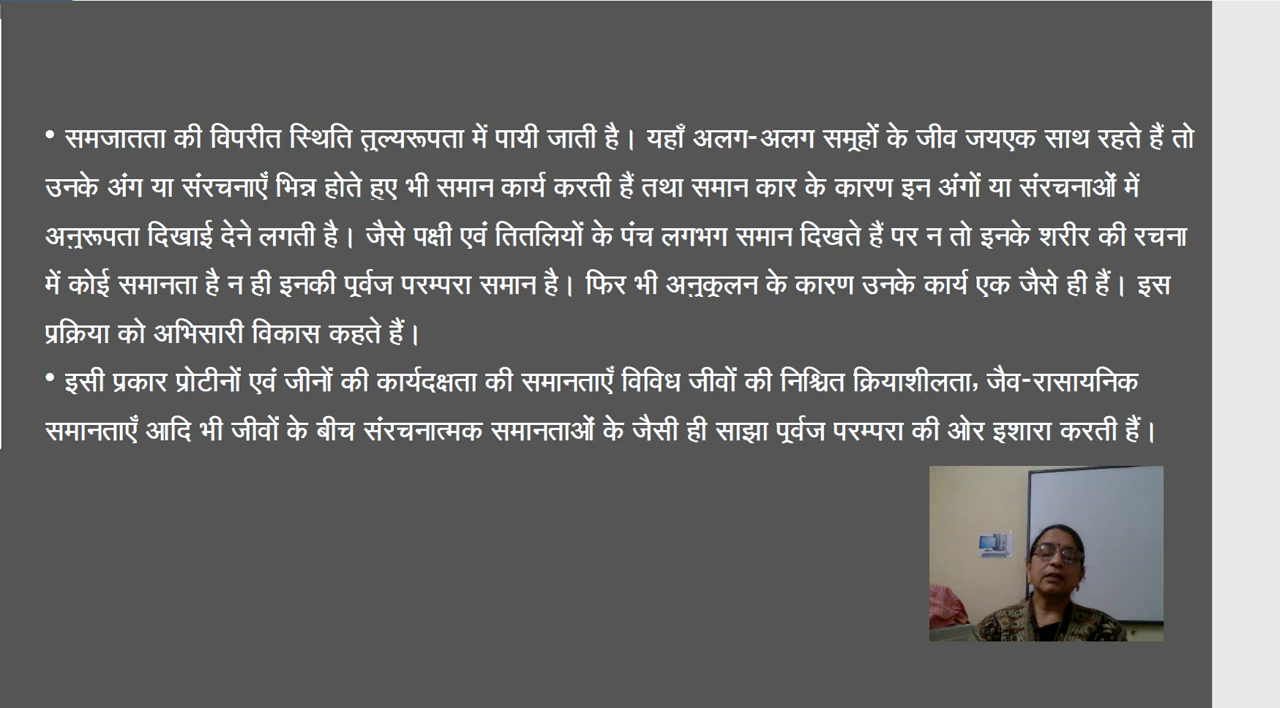 • समजातता की विपरीत स्थिति तुल्यरूपता में पायी जाती है। यहाँ अलग-अलग समूहों के जीव जयएक साथ रहते हैं तो
उनके अंग या संरचनाएँ भिन्न होते हुए भी समान कार्य करती हैं तथा समान कार के कारण इन अंगों या संरचनाओं में
अनुरूपता दिखाई देने लगती है। जैसे पक्षी एवं तितलियों के पंच लगभग समान दिखते हैं पर न तो इनके शरीर की रचना
में कोई समानता है न ही इनकी पूर्वज परम्परा समान है। फिर भी अनुकूलन के कारण उनके कार्य एक जैसे ही हैं। इस
प्रक्रिया को अभिसारी विकास कहते हैं।
• इसी प्रकार प्रोटीनों एवं जीनों की कार्यदक्षता की समानताएँ विविध जीवों की निश्चित क्रियाशीलता, जैव-रासायनिक
समानताएँ आदि भी जीवों के बीच संरचनात्मक समानताओं के जैसी ही साझा पूर्वज परम्परा की ओर इशारा करती हैं।